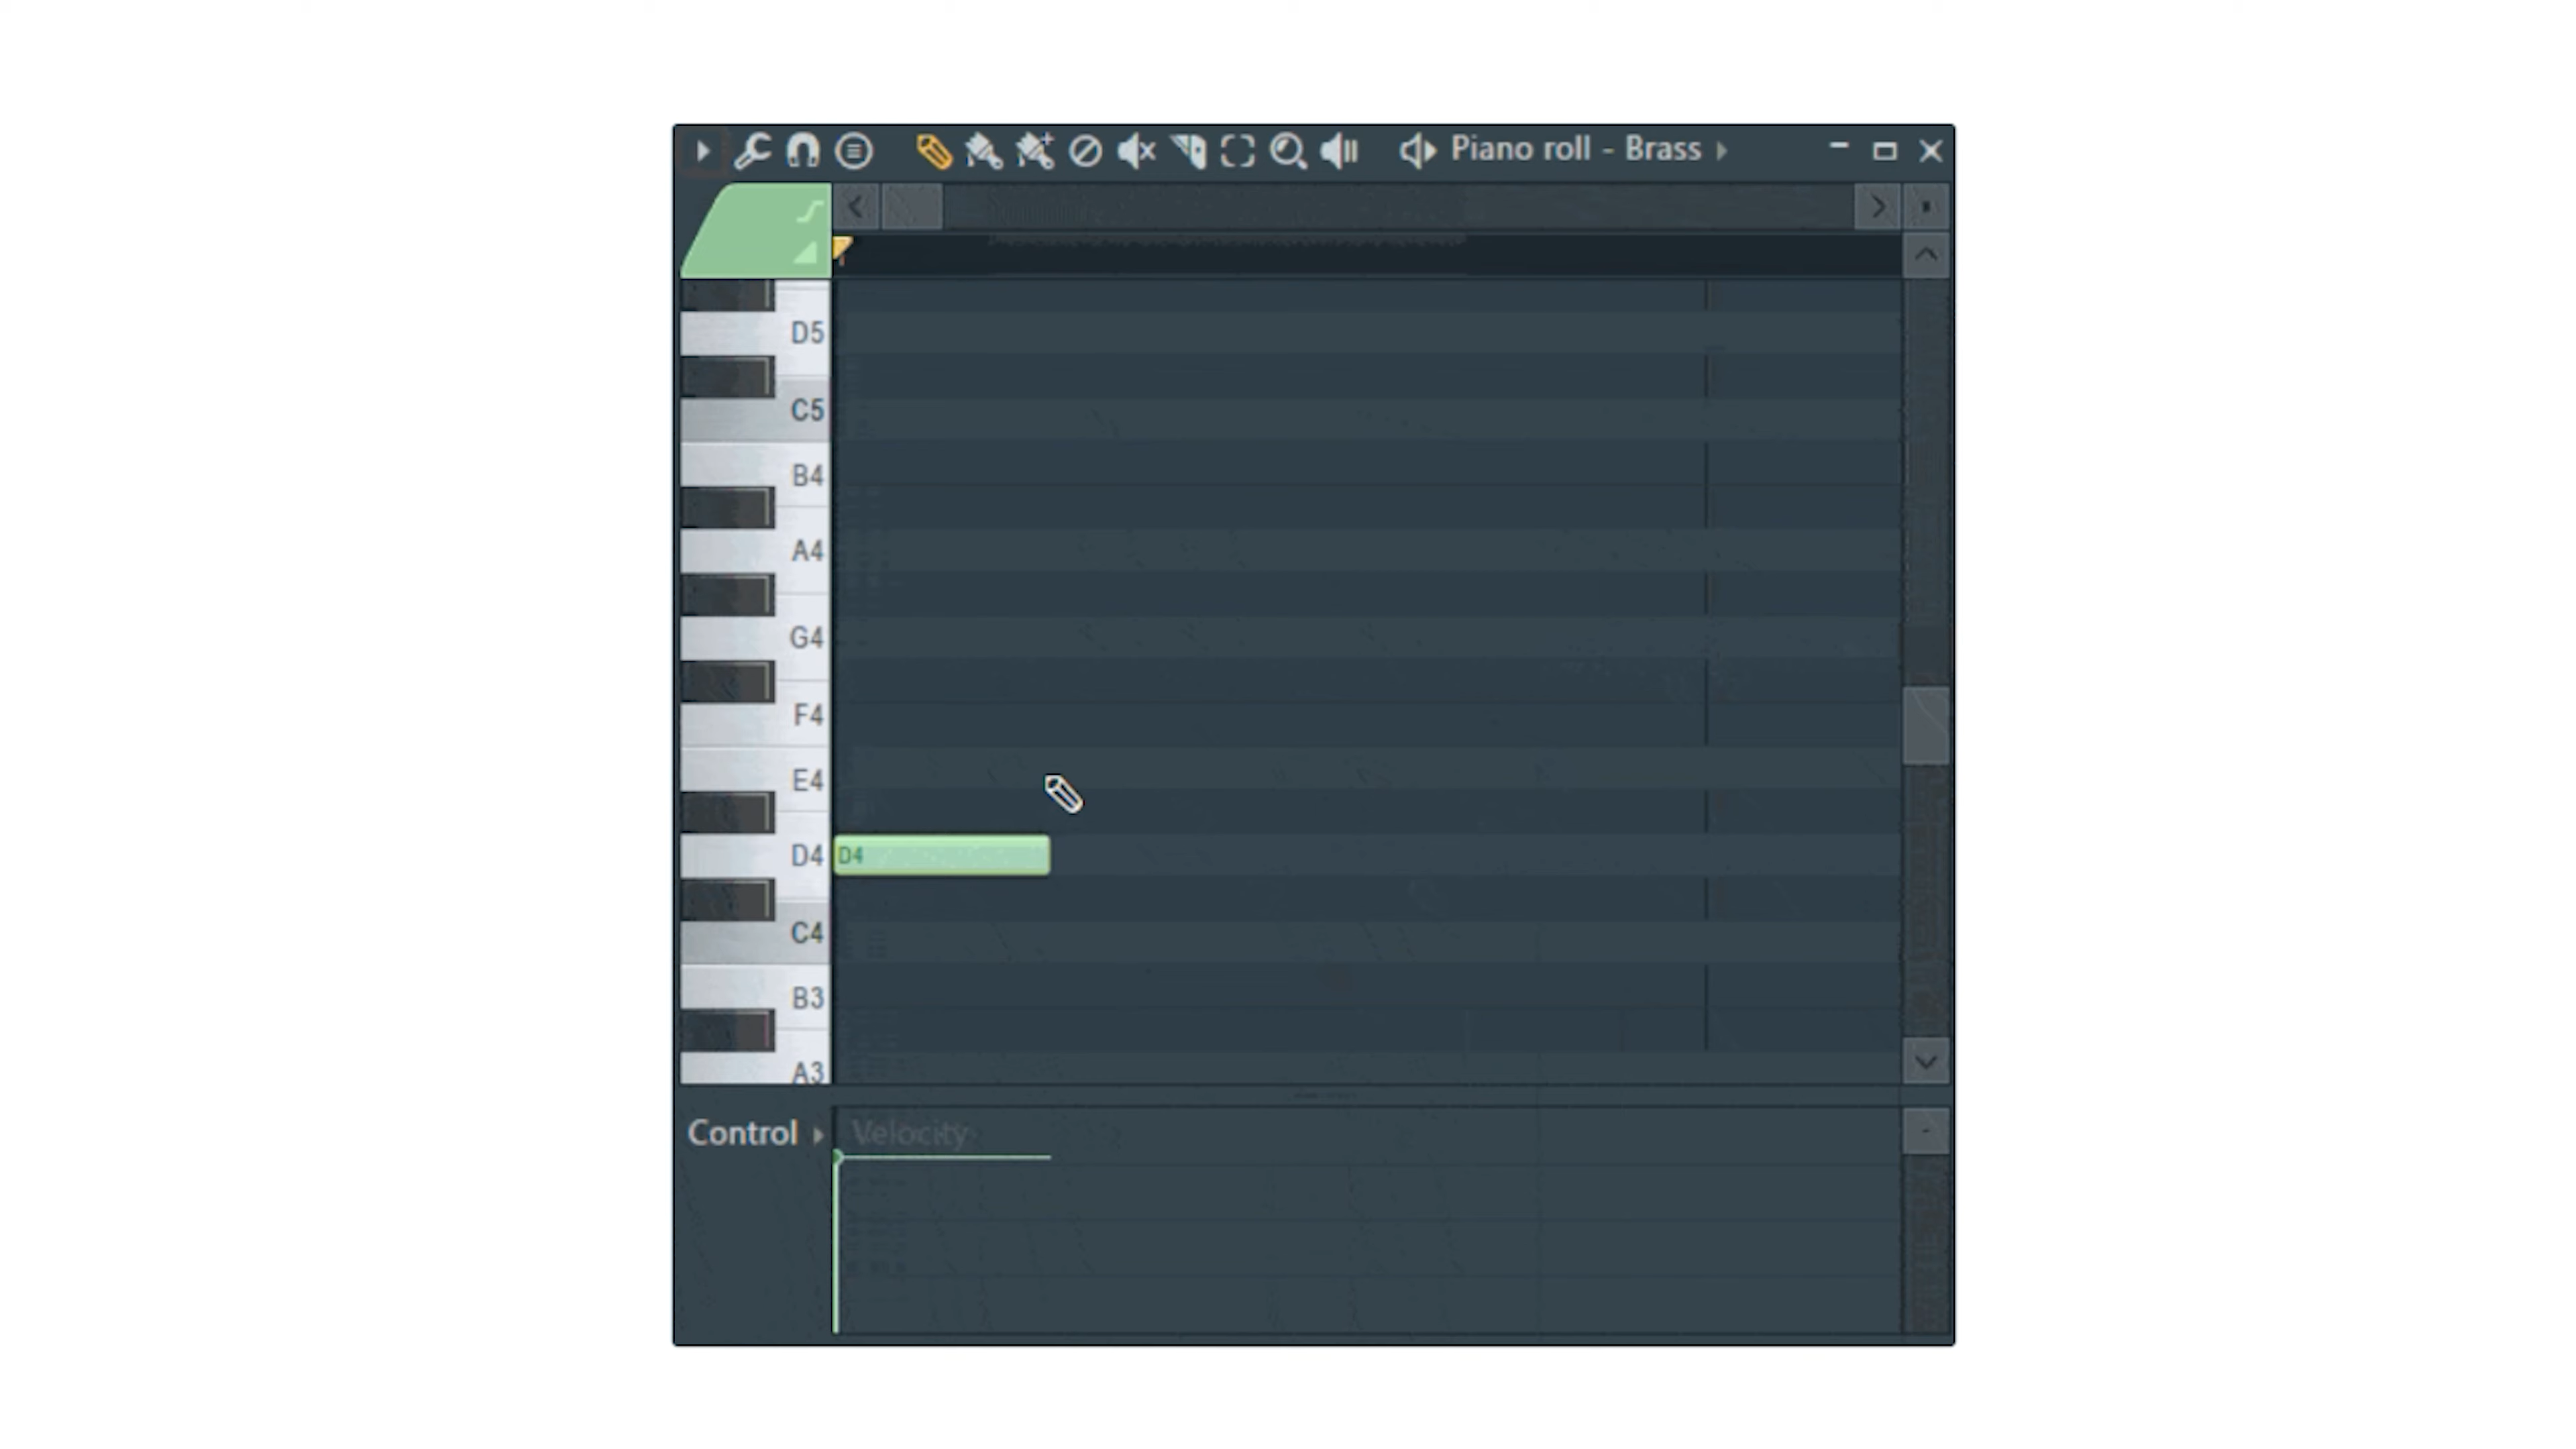 Piano roll - Brass
D5
C5
B4
A4
G4
F4
E4
D4 D4
C4
B3
A3
Control Velocity